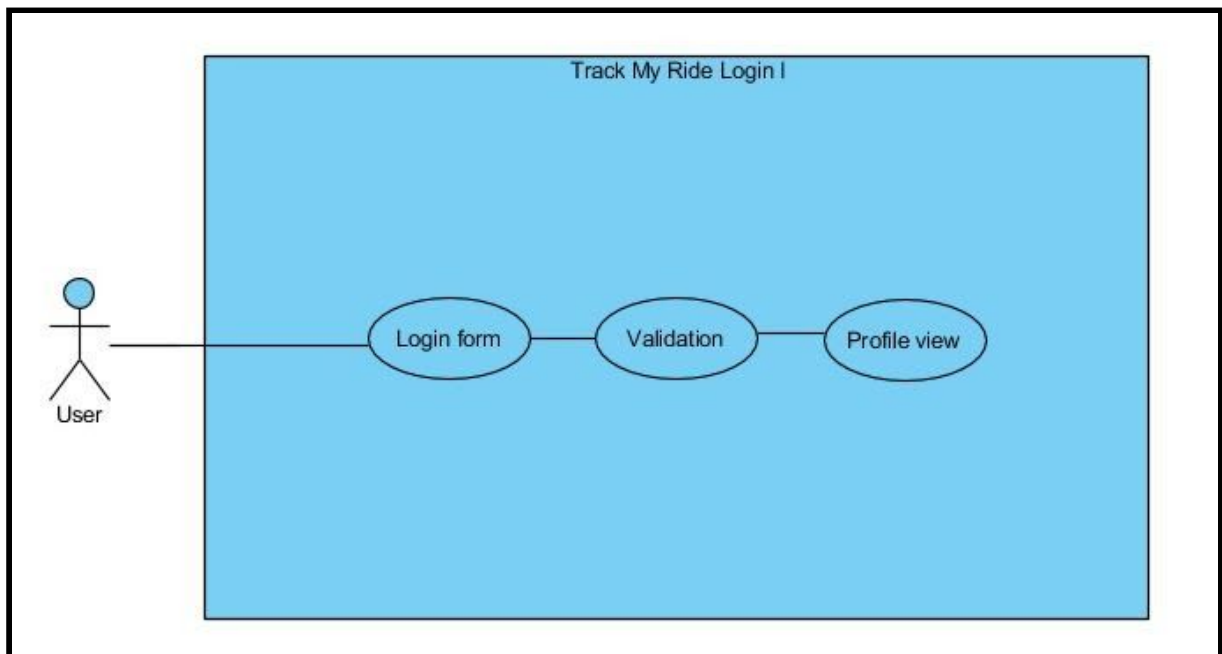 Track My Ride Login l
Login form
Validation
Profile view
User